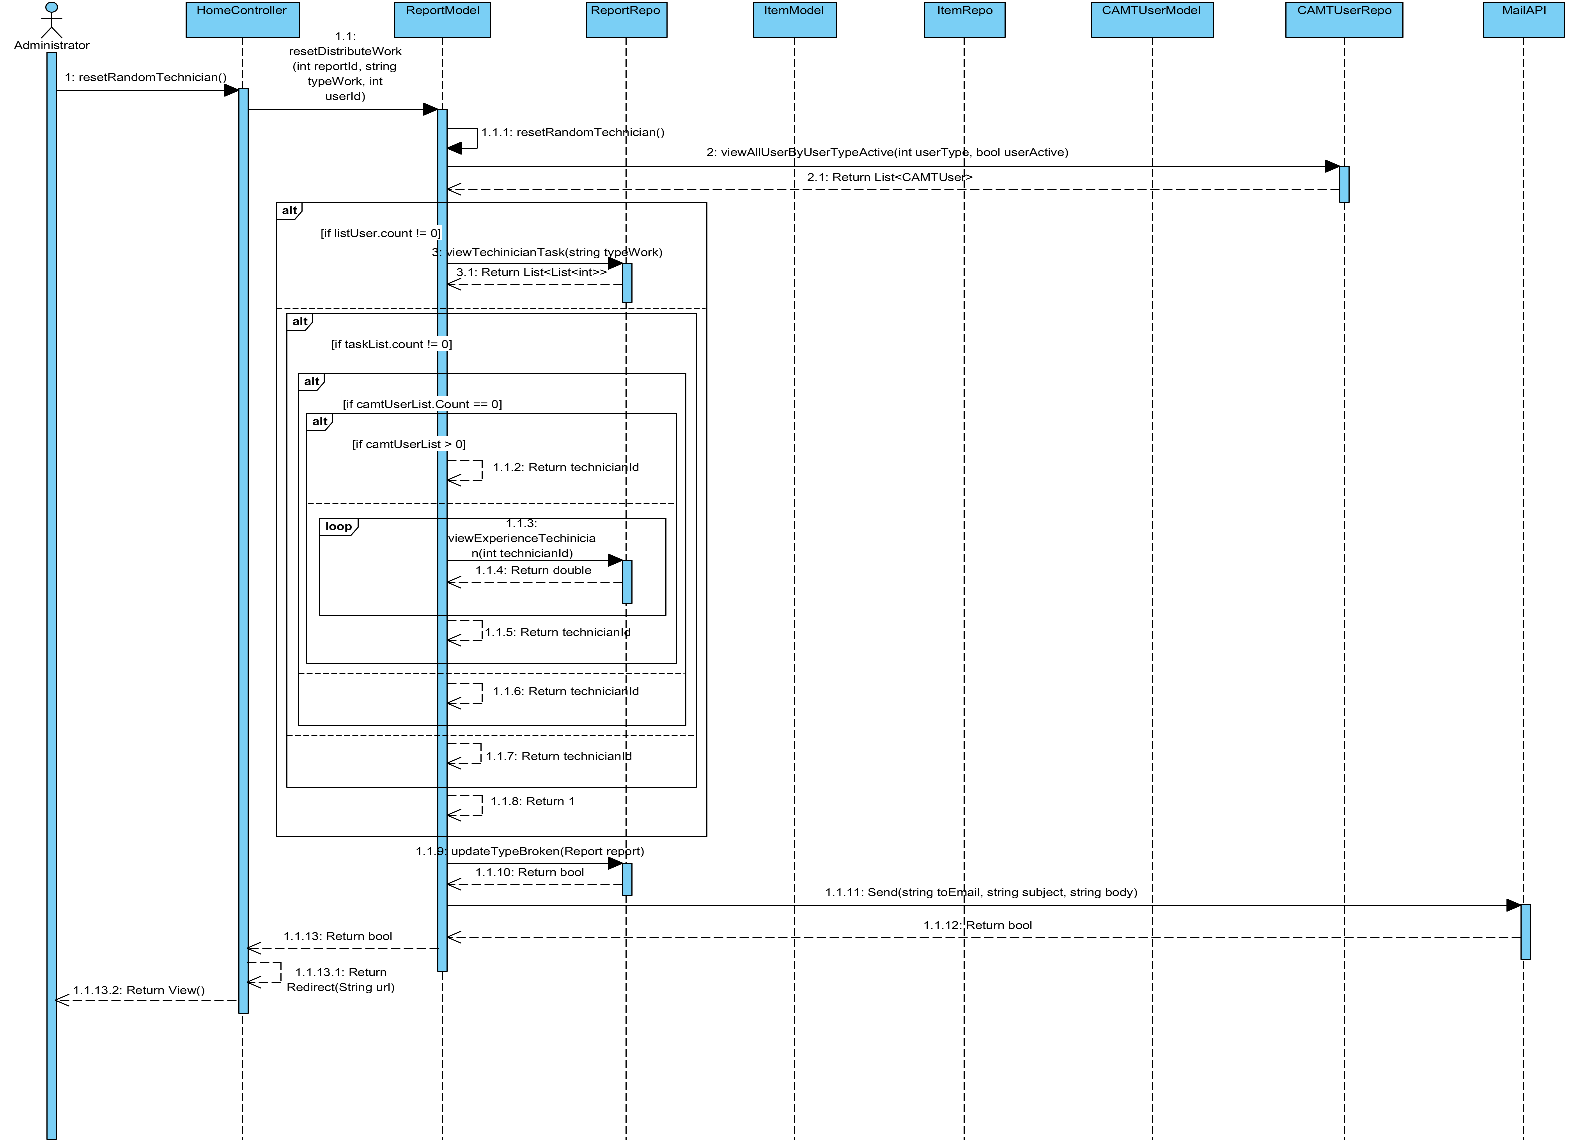 HomeController
ReportModel
ReportRepo
ItemModel
ItemRepo
CAMTUserModel
CAMTUserRepo
MailAPI
Administrator
1: resetRandomTechnician()
1.1:
resetDistributeWork
(int reportId, string
typeWork, int
userId)
1.1.1: resetRandomTechnician()
2: viewAllUserByUserTypeActive(int userType, bool userActive)
2.1: Return List<CAMTUser>
alt
[if listUser.count != 0]
3: viewTechinicianTask(string typeWork)
3.1: Return List<List<int>>
alt
[if taskList.count != 0]
alt
[if camtUserList.Count == 0]
alt
[if camtUserList > 0]
1.1.2: Return technicianId
loop
1.1.3:
viewExperienceTechinicia
n(int technicianId)
1.1.4: Return double
1.1.5: Return technicianId
1.1.6: Return technicianId
1.1.7: Return technicianId
1.1.8: Return 1
1.1.9: updateTypeBroken(Report report)
1.1.10: Return bool
1.1.11: Send(string toEmail, string subject, string body)
1.1.12: Return bool
1.1.13: Return bool
1.1.13.1: Return
Redirect(String url)
1.1.13.2: Return View()